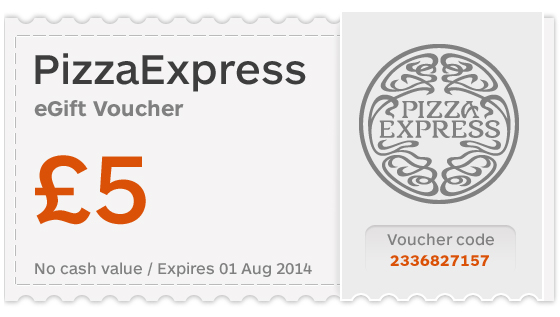 PizzaExpress
eGift Voucher
£5
No cash value / Expires 01 Aug 2014
PIZZA
EXPRESS
Voucher code
2336827157